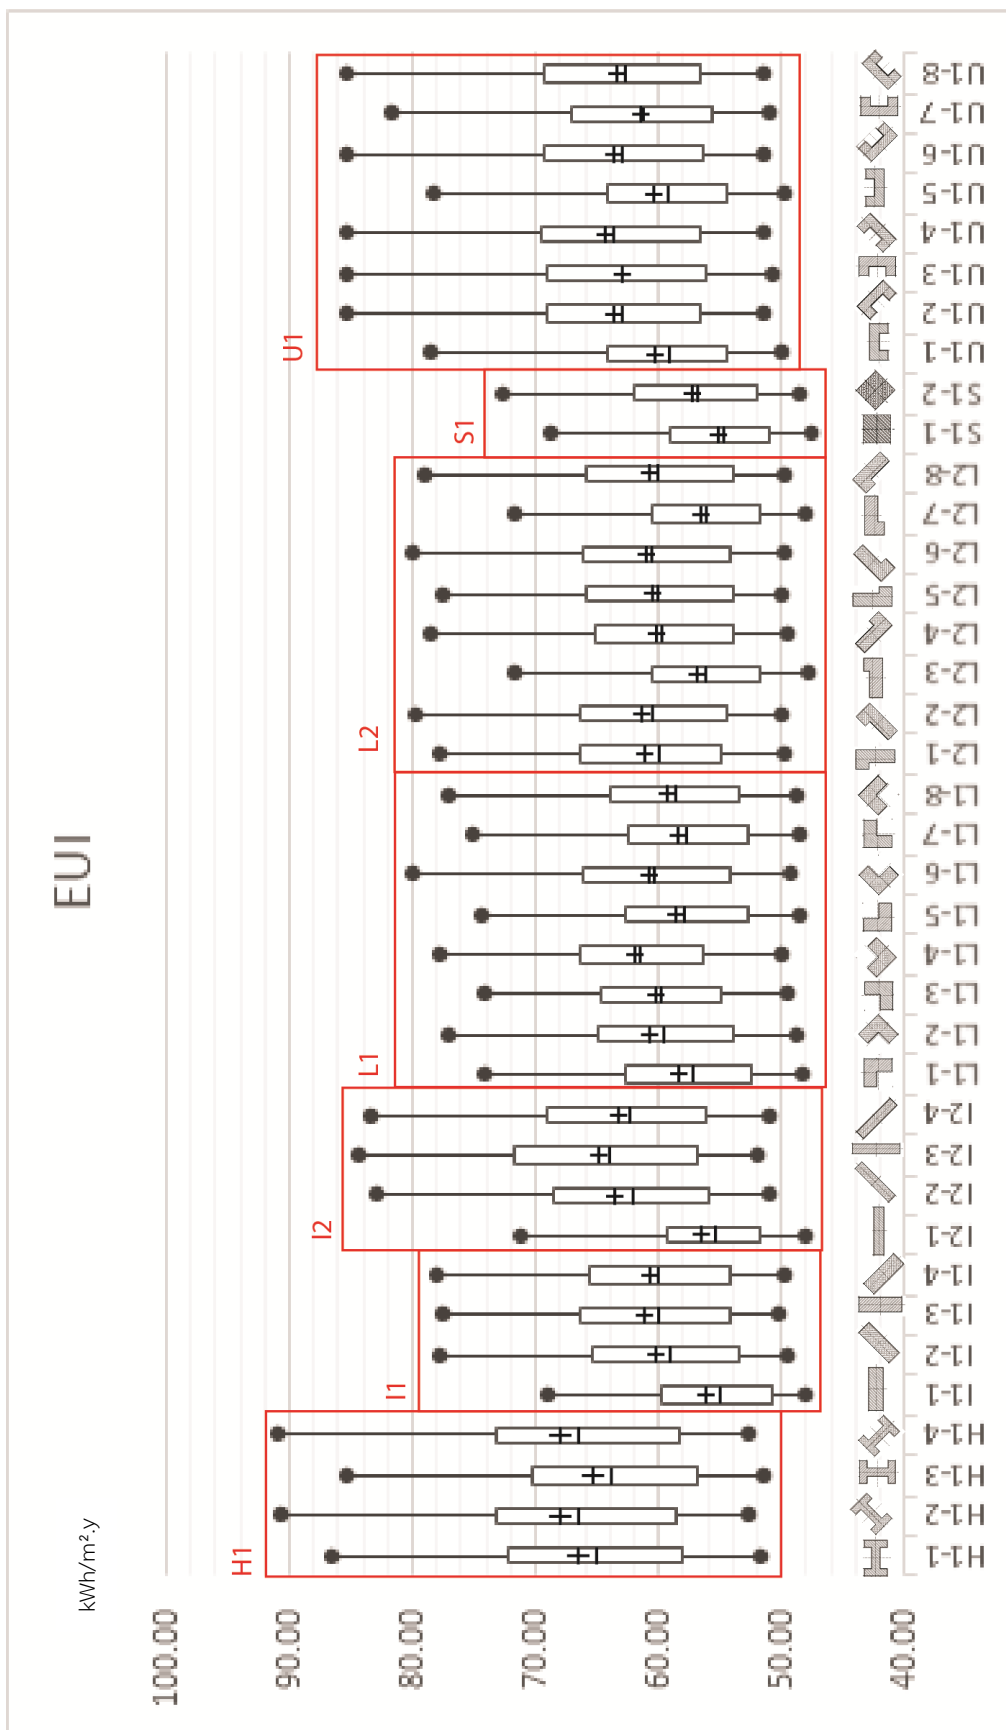 EUI
kWh/m².y
100.00
90.00
80.00
70.00
60.00
50.00
40.00
H1
I1
I2
L1
L2
S1
U1
H1-1
H1-2
H1-3
H1-4
I1-1
I1-2
I1-3
I1-4
I2-1
I2-2
I2-3
I2-4
L1-1
L1-2
L1-3
L1-4
L1-5
L1-6
L1-7
L1-8
L2-1
L2-2
L2-3
L2-4
L2-5
L2-6
L2-7
L2-8
S1-1
S1-2
U1-1
U1-2
U1-3
U1-4
U1-5
U1-6
U1-7
U1-8